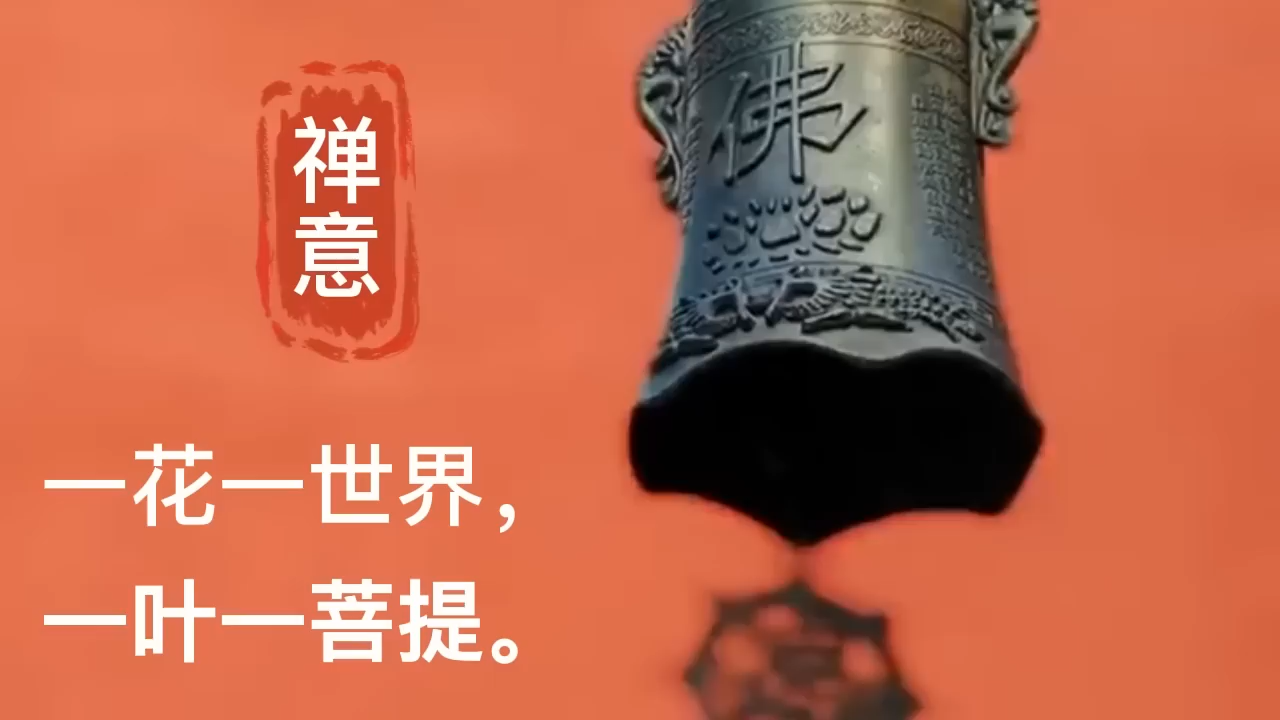 禅意
一花一世界，
一叶一菩提。
佛